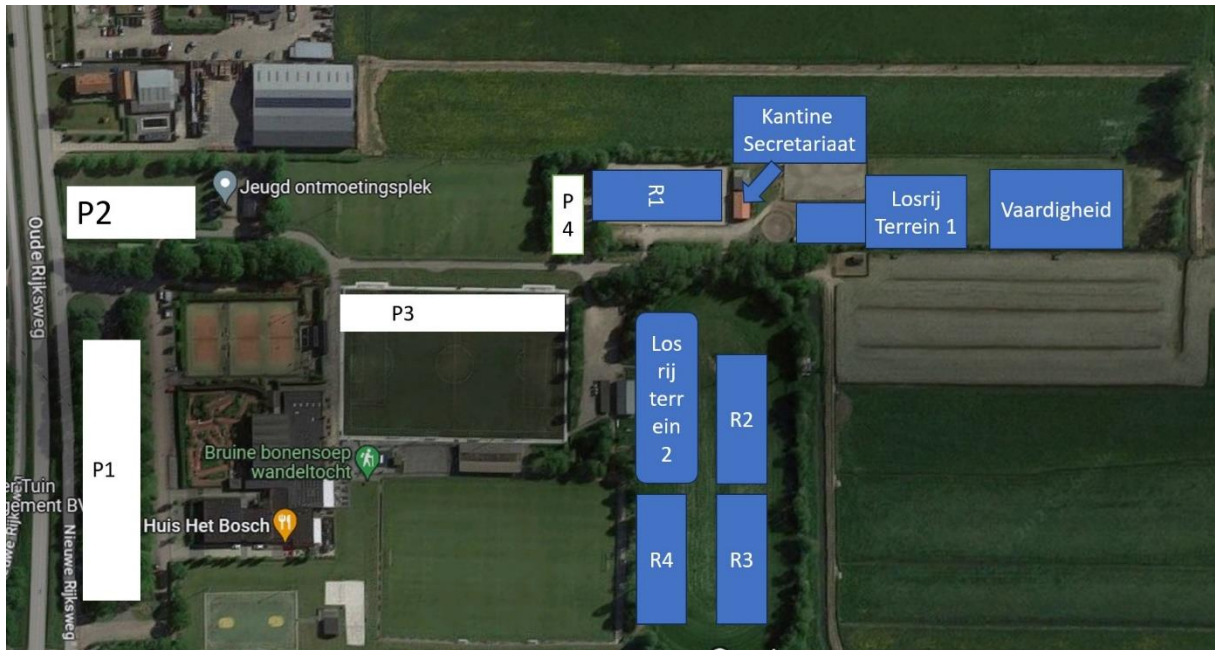 Kantine
Secretariaat
Jeugd ontmoetingsplek
P2
P
4
R1
Losrij
Terrein 1
Vaardigheid
Oude Rijksweg
P3
Los
rij
terr
ein
2
R2
P1
Bruine bonensoep
wandeltocht
Huis Het Bosch
R4
R3
Nieuwe Rijksweg